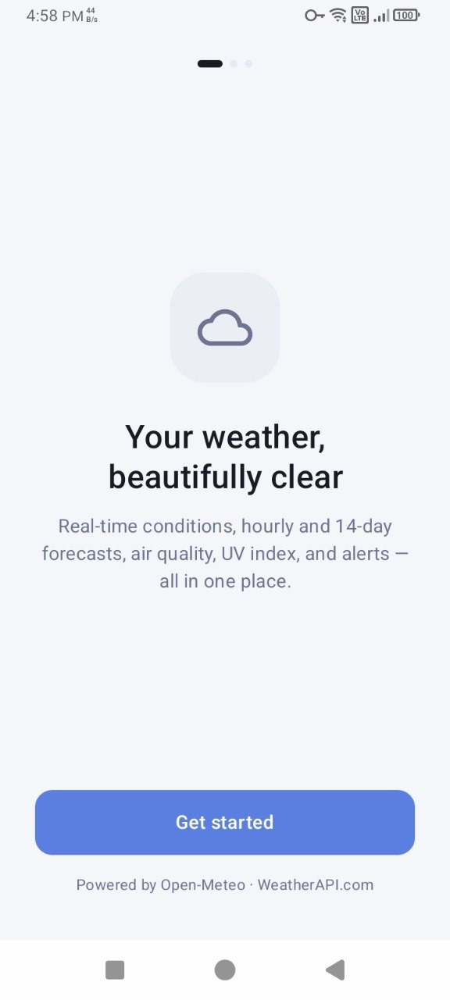 4:58 PM 44 B/s Vo LTE 100
Your weather,
beautifully clear
Real-time conditions, hourly and 14-day
forecasts, air quality, UV index, and alerts —
all in one place.
Get started
Powered by Open-Meteo · WeatherAPI.com